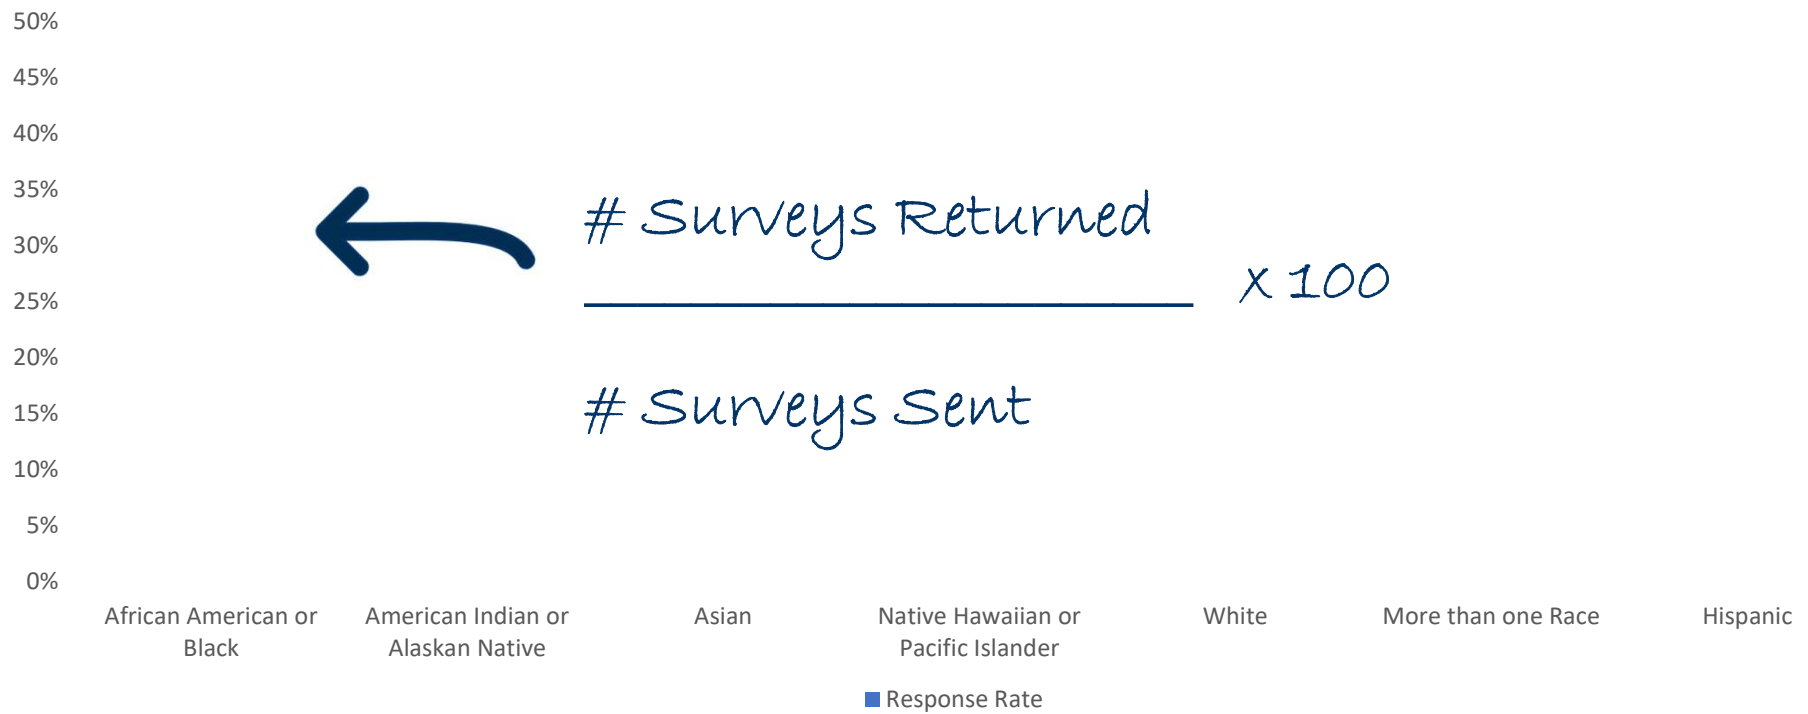 50%
45%
40%
35%
30%
25%
20%
15%
10%
5%
0%
# Surveys Returned
x 100
# Surveys Sent
African American or
Black
American Indian or
Alaskan Native
Asian
Native Hawaiian or
Pacific Islander
White
More than one Race
Hispanic
Response Rate